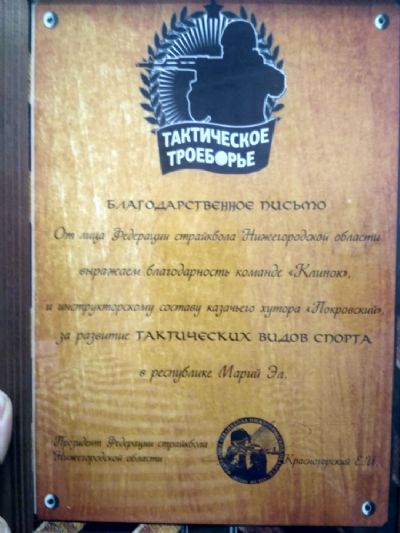 ТАКТИЧЕСКОЕ
ТРОЕБОРЬЕ
БЛАГОДАРСТВЕННОЕ ПИСЬМО
От лица Федерации страйкбола Нижегородской области
выражаем благодарность команде «Клинок»,
и инструкторскому составу казачьего хутора «Покровский»,
за развитие ТАКТИЧЕСКИХ ВИДОВ СПОРТА
в республике Марий Эл.
Президент Федерации страйкбола
Нижегородской области
Красногорский Е.И.